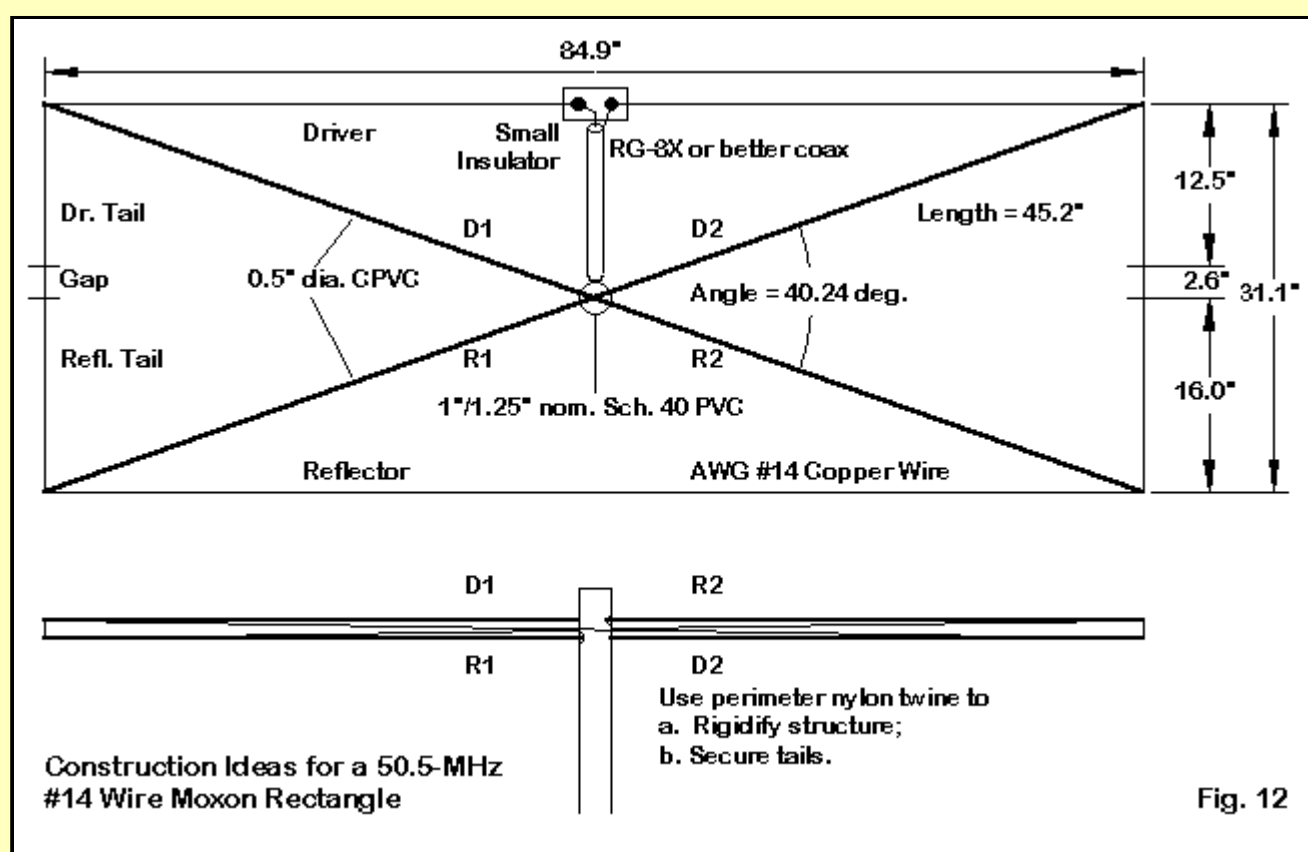 84.9"
Driver
Small
Insulator
RG-8X or better coax
12.5"
Dr. Tail
D1
D2
Length = 45.2"
Gap
0.5" dia. CPVC
Angle = 40.24 deg.
2.6"
31.1"
Refl. Tail
R1
R2
16.0"
1"/1.25" nom. Sch. 40 PVC
Reflector
AWG #14 Copper Wire
D1
R2
R1
D2
Use perimeter nylon twine to
a. Rigidify structure;
b. Secure tails.
Construction Ideas for a 50.5-MHz
#14 Wire Moxon Rectangle
Fig. 12